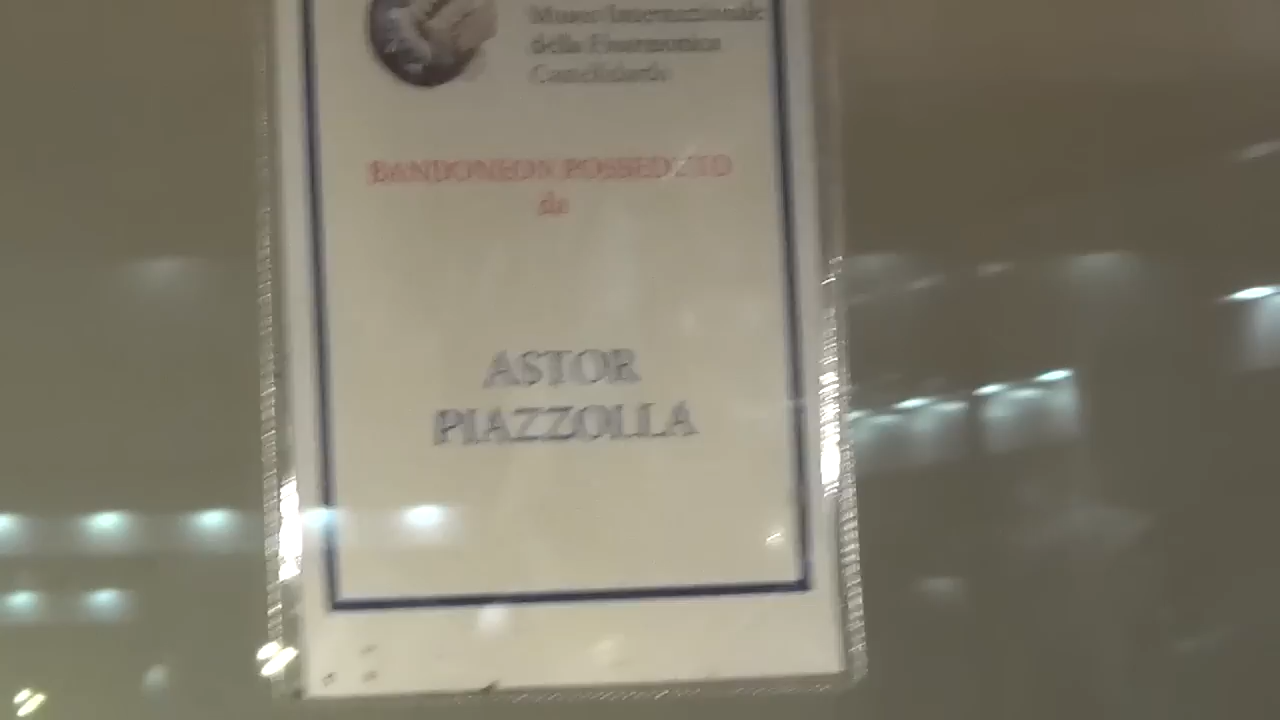 Museo Internazionale
della Fisarmonica
Castelfidardo
BANDONEON POSSEDUTO
da
ASTOR
PIAZZOLLA